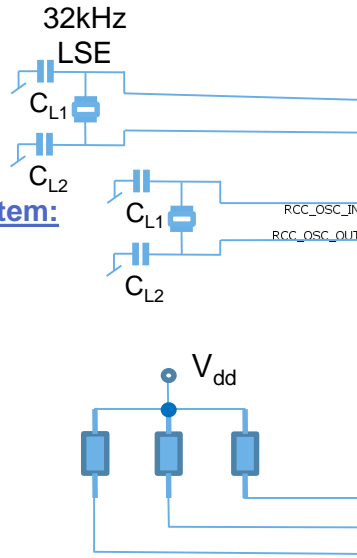 32kHz
LSE
CL1
CL2
tem:
CL1
RCC_OSC_IN
RCC_OSC_OUT
CL2
Vdd